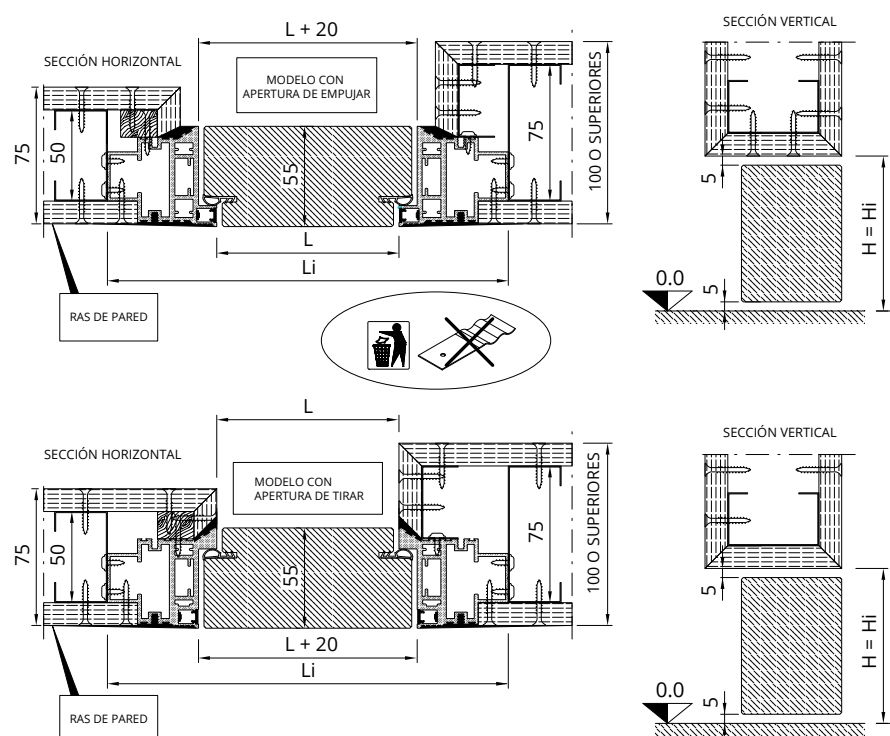 L + 20
SECCIÓN HORIZONTAL
MODELO CON
APERTURA DE EMPUJAR
75
50
55
75
100 O SUPERIORES
L
Li
RAS DE PARED
SECCIÓN VERTICAL
5
H = Hi
0.0
5
L
SECCIÓN HORIZONTAL
MODELO CON
APERTURA DE TIRAR
75
50
55
75
100 O SUPERIORES
L + 20
Li
RAS DE PARED
SECCIÓN VERTICAL
5
H = Hi
0.0
5